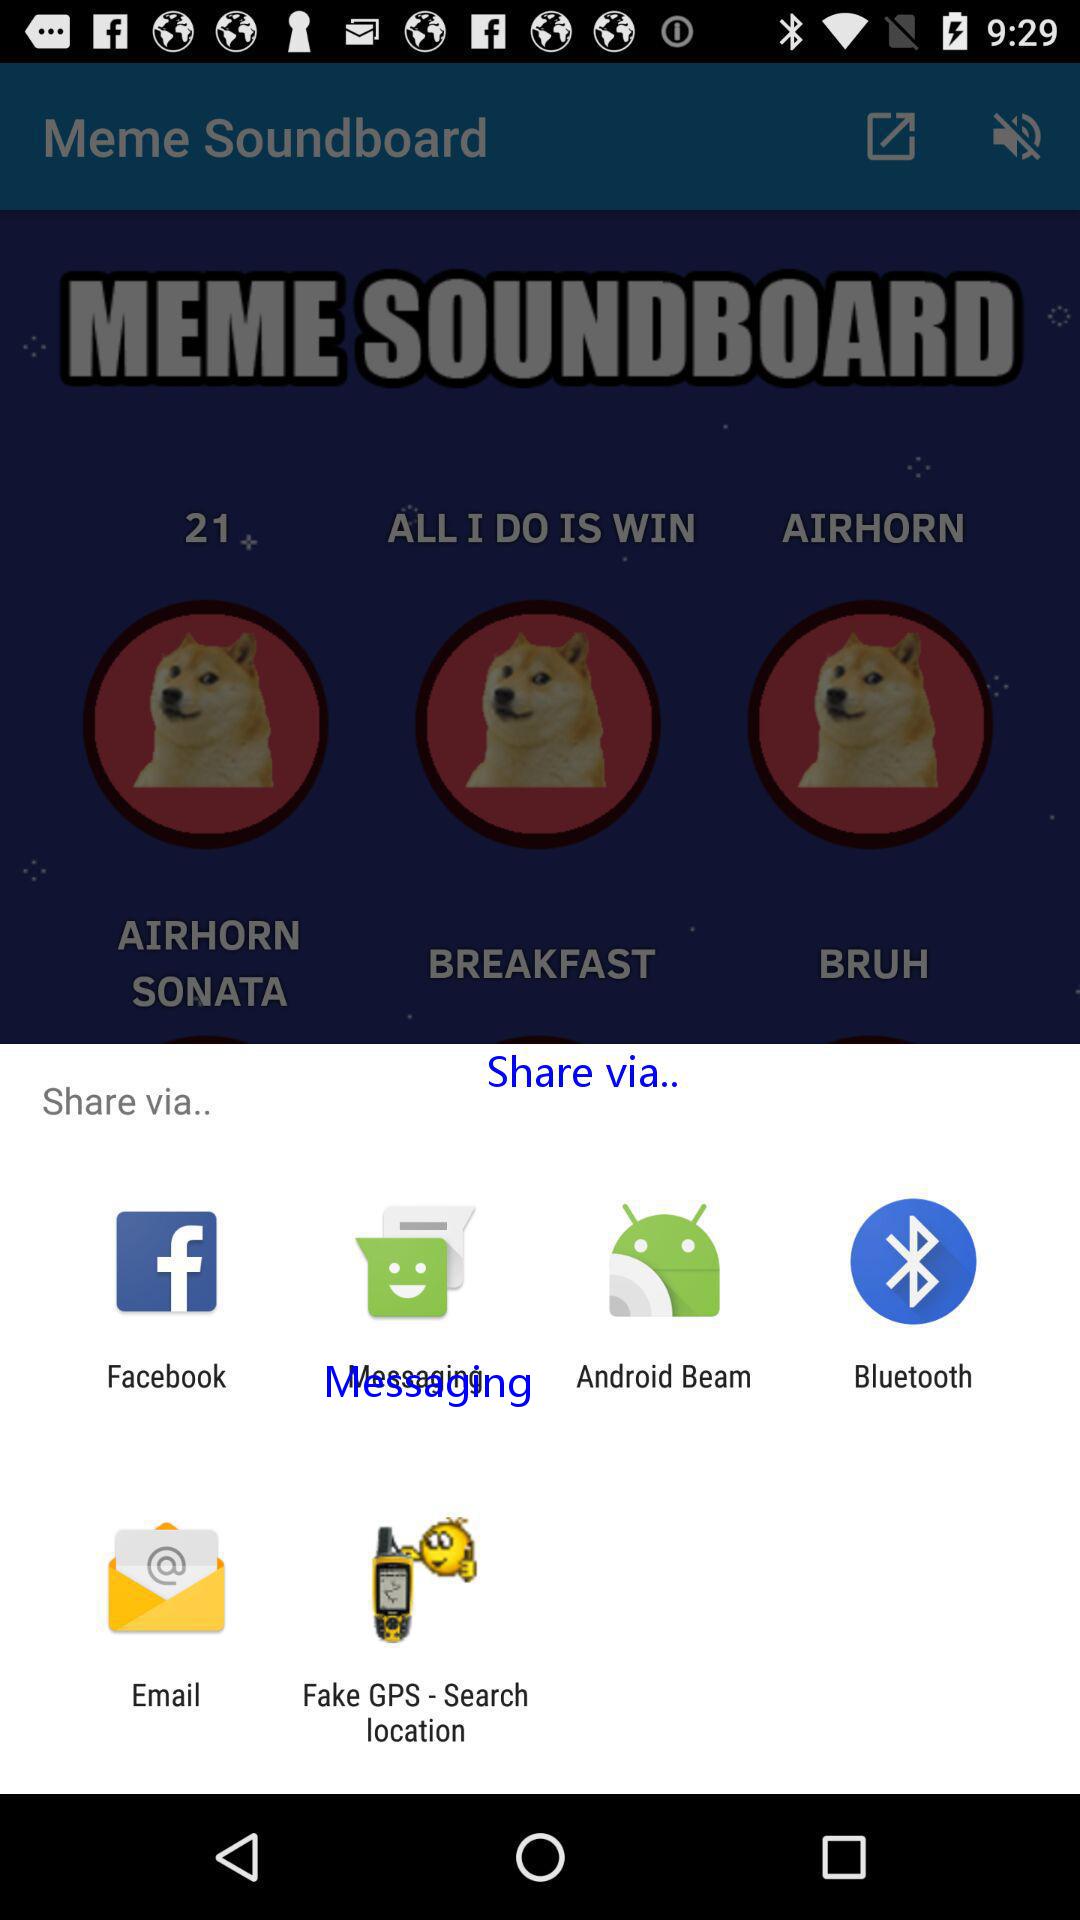 9:29
Meme Soundboard
MEME SOUNDBOARD
21 ALL I DO IS WIN AIRHORN
AIRHORN SONATA BREAKFAST BRUH
Share via..
Share via..
Facebook Messaging Android Beam Bluetooth
Messaging
Email Fake GPS - Search
location